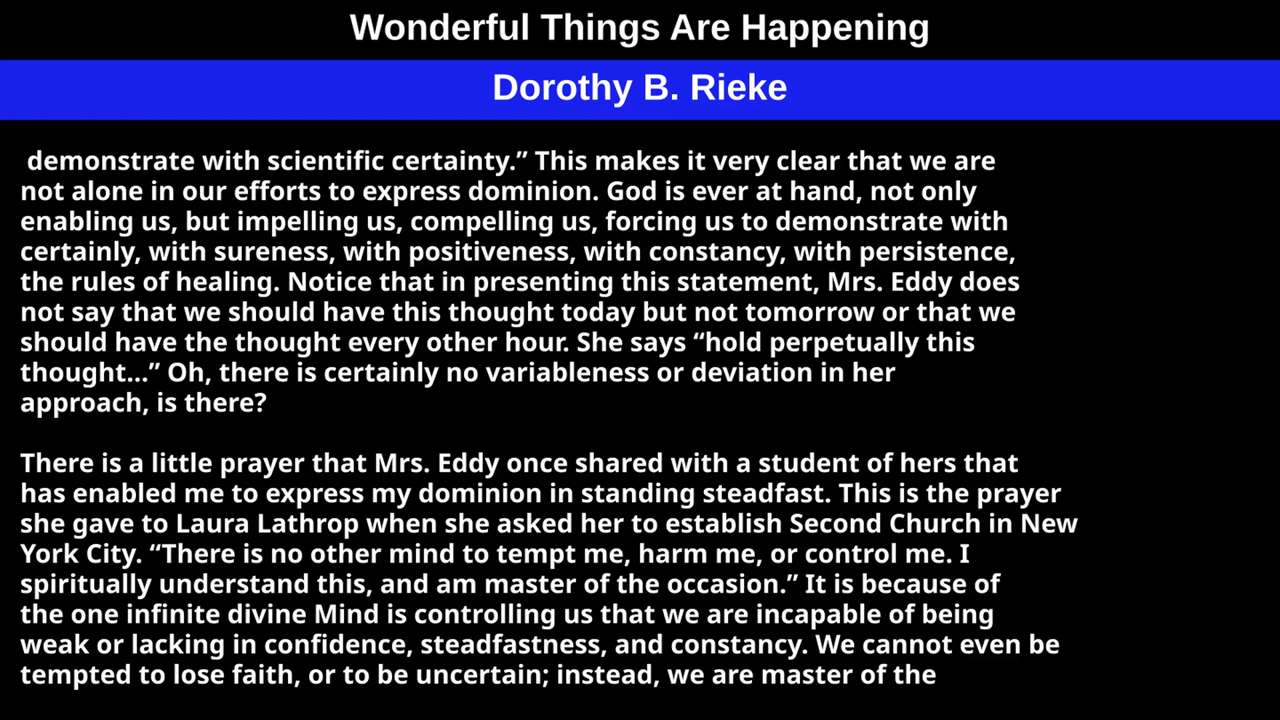 Wonderful Things Are Happening
Dorothy B. Rieke
demonstrate with scientific certainty.” This makes it very clear that we are
not alone in our efforts to express dominion. God is ever at hand, not only
enabling us, but impelling us, compelling us, forcing us to demonstrate with
certainly, with sureness, with positiveness, with constancy, with persistence,
the rules of healing. Notice that in presenting this statement, Mrs. Eddy does
not say that we should have this thought today but not tomorrow or that we
should have the thought every other hour. She says “hold perpetually this
thought...” Oh, there is certainly no variableness or deviation in her
approach, is there?
There is a little prayer that Mrs. Eddy once shared with a student of hers that
has enabled me to express my dominion in standing steadfast. This is the prayer
she gave to Laura Lathrop when she asked her to establish Second Church in New
York City. “There is no other mind to tempt me, harm me, or control me. I
spiritually understand this, and am master of the occasion.” It is because of
the one infinite divine Mind is controlling us that we are incapable of being
weak or lacking in confidence, steadfastness, and constancy. We cannot even be
tempted to lose faith, or to be uncertain; instead, we are master of the